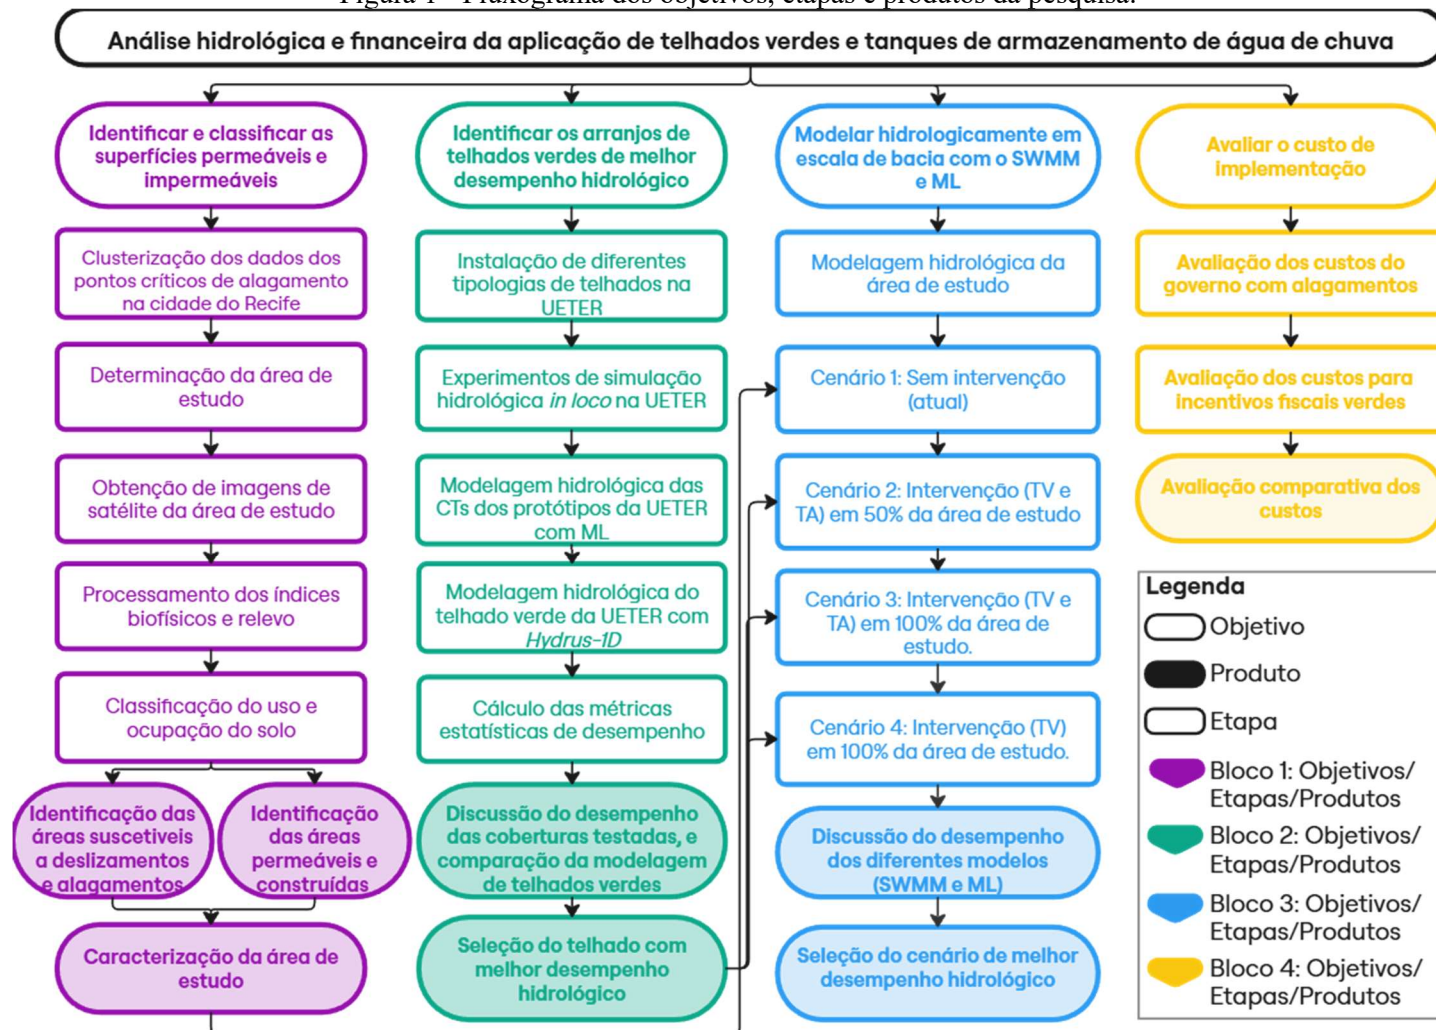 Figura 1 - Fluxograma dos objetivos, etapas e produtos da pesquisa.
Análise hidrológica e financeira da aplicação de telhados verdes e tanques de armazenamento de água de chuva
Identificar e classificar as
superfícies permeáveis e
impermeáveis
Clusterização dos dados dos
pontos críticos de alagamento
na cidade do Recife
Determinação da área de
estudo
Obtenção de imagens de
satélite da área de estudo
Processamento dos índices
biofísicos e relevo
Classificação do uso e
ocupação do solo
Identificação das
áreas suscetiveis
a deslizamentos
e alagamentos
Identificação
das áreas
permeáveis e
construídas
Caracterização da área de
estudo
Identificar os arranjos de
telhados verdes de melhor
desempenho hidrológico
Instalação de diferentes
tipologias de telhados na
UETER
Experimentos de simulação
hidrológica in loco na UETER
Modelagem hidrológica das
CTs dos protótipos da UETER
com ML
Modelagem hidrológica do
telhado verde da UETER com
Hydrus-1D
Cálculo das métricas
estatísticas de desempenho
Discussão do desempenho
das coberturas testadas, e
comparação da modelagem
de telhados verdes
Seleção do telhado com
melhor desempenho
hidrológico
Modelar hidrologicamente em
escala de bacia com o SWMM
e ML
Modelagem hidrológica da
área de estudo
Cenário 1: Sem intervenção
(atual)
Cenário 2: Intervenção (TV e
TA) em 50% da área de estudo
Cenário 3: Intervenção (TV e
TA) em 100% da área de
estudo.
Cenário 4: Intervenção (TV)
em 100% da área de estudo.
Discussão do desempenho
dos diferentes modelos
(SWMM e ML)
Seleção do cenário de melhor
desempenho hidrológico
Avaliar o custo de
implementação
Avaliação dos custos do
governo com alagamentos
Avaliação dos custos para
incentivos fiscais verdes
Avaliação comparativa dos
custos
Legenda
Objetivo
Produto
Etapa
Bloco 1: Objetivos/
Etapas/Produtos
Bloco 2: Objetivos/
Etapas/Produtos
Bloco 3: Objetivos/
Etapas/Produtos
Bloco 4: Objetivos/
Etapas/Produtos